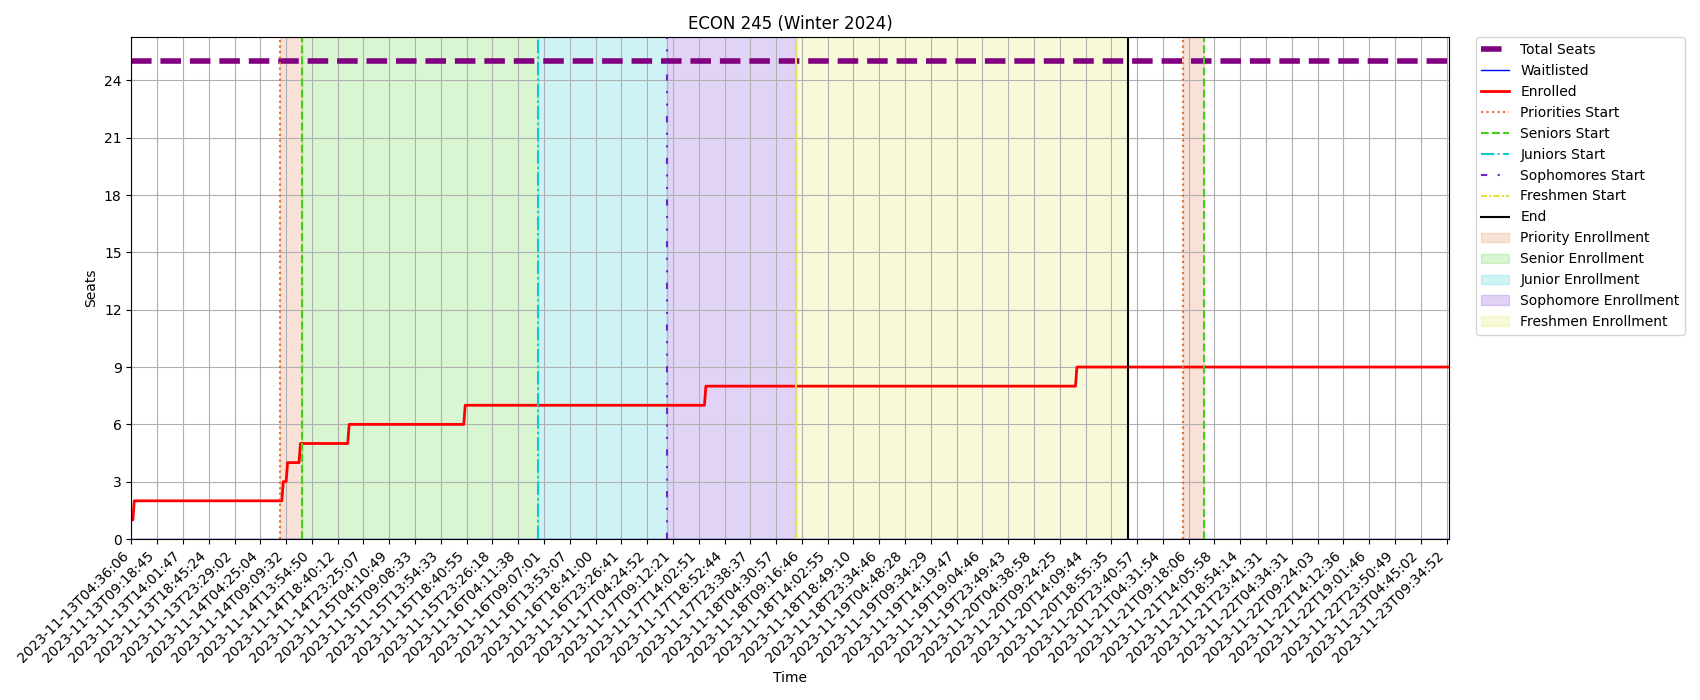 ECON 245 (Winter 2024)
Seats
24
21
18
15
12
9
6
3
0
2023-11-13T04:36:06
2023-11-13T09:18:45
2023-11-13T14:01:47
2023-11-13T18:45:24
2023-11-13T23:29:02
2023-11-14T04:25:04
2023-11-14T09:09:32
2023-11-14T13:54:50
2023-11-14T18:40:12
2023-11-14T23:25:07
2023-11-15T04:10:49
2023-11-15T09:08:33
2023-11-15T13:54:33
2023-11-15T18:40:55
2023-11-15T23:26:18
2023-11-16T04:11:38
2023-11-16T09:07:01
2023-11-16T13:53:07
2023-11-16T18:41:00
2023-11-16T23:26:41
2023-11-17T04:24:52
2023-11-17T09:12:21
2023-11-17T14:02:51
2023-11-17T18:52:44
2023-11-17T23:38:37
2023-11-18T04:30:57
2023-11-18T09:16:46
2023-11-18T14:02:55
2023-11-18T18:49:10
2023-11-18T23:34:46
2023-11-19T04:48:28
2023-11-19T09:34:29
2023-11-19T14:19:47
2023-11-19T19:04:46
2023-11-19T23:49:43
2023-11-20T04:38:58
2023-11-20T09:24:25
2023-11-20T14:09:44
2023-11-20T18:55:35
2023-11-20T23:40:57
2023-11-21T04:31:54
2023-11-21T09:18:06
2023-11-21T14:05:58
2023-11-21T18:54:14
2023-11-21T23:41:31
2023-11-22T04:34:31
2023-11-22T09:24:03
2023-11-22T14:12:36
2023-11-22T19:01:46
2023-11-22T23:50:49
2023-11-23T04:45:02
2023-11-23T09:34:52
Time
Total Seats
Waitlisted
Enrolled
Priorities Start
Seniors Start
Juniors Start
Sophomores Start
Freshmen Start
End
Priority Enrollment
Senior Enrollment
Junior Enrollment
Sophomore Enrollment
Freshmen Enrollment